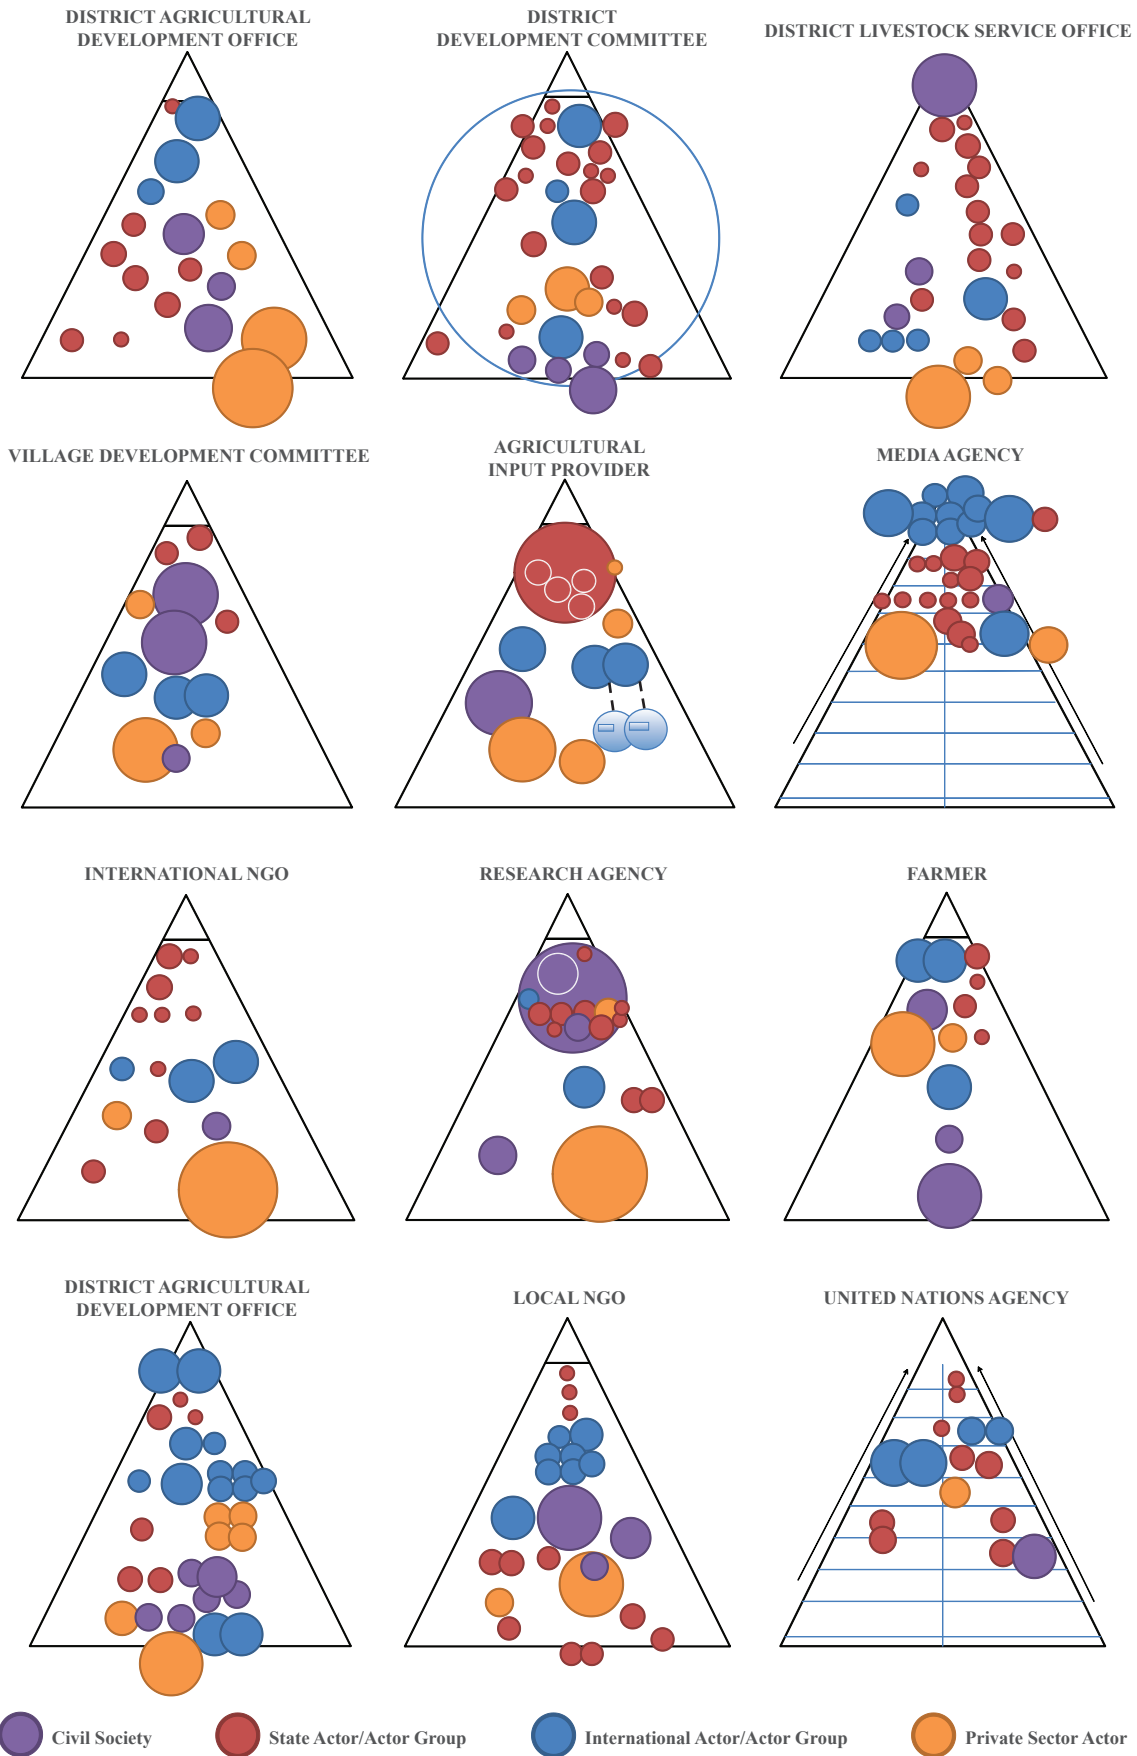 DISTRICT AGRICULTURAL
DEVELOPMENT OFFICE
DISTRICT
DEVELOPMENT COMMITTEE
DISTRICT LIVESTOCK SERVICE OFFICE
VILLAGE DEVELOPMENT COMMITTEE
AGRICULTURAL
INPUT PROVIDER
MEDIA AGENCY
INTERNATIONAL NGO
RESEARCH AGENCY
FARMER
DISTRICT AGRICULTURAL
DEVELOPMENT OFFICE
LOCAL NGO
UNITED NATIONS AGENCY
Civil Society
State Actor/Actor Group
International Actor/Actor Group
Private Sector Actor